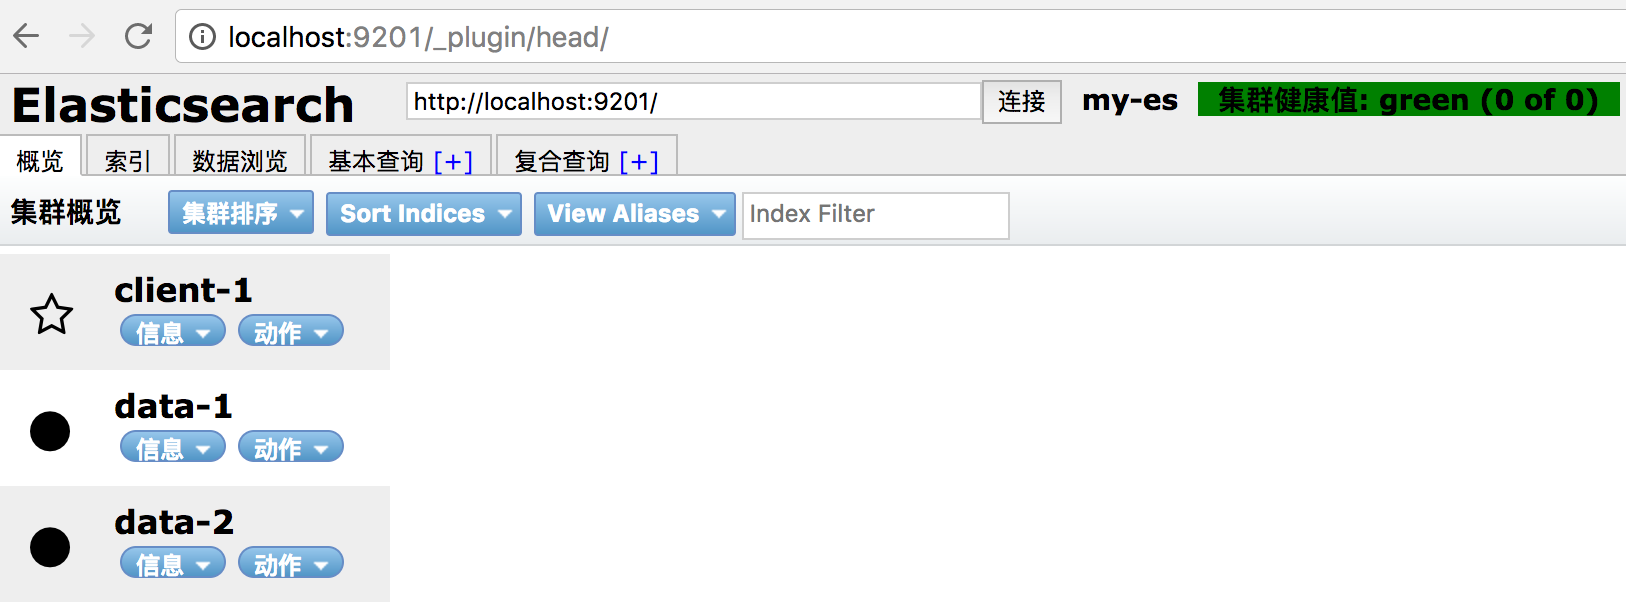 localhost:9201/_plugin/head/
Elasticsearch http://localhost:9201/ 连接 my-es 集群健康值: green (0 of 0)
概览 索引 数据浏览 基本查询 [+] 复合查询 [+]
集群概览 集群排序 Sort Indices View Aliases Index Filter
client-1
信息 动作
data-1
信息 动作
data-2
信息 动作